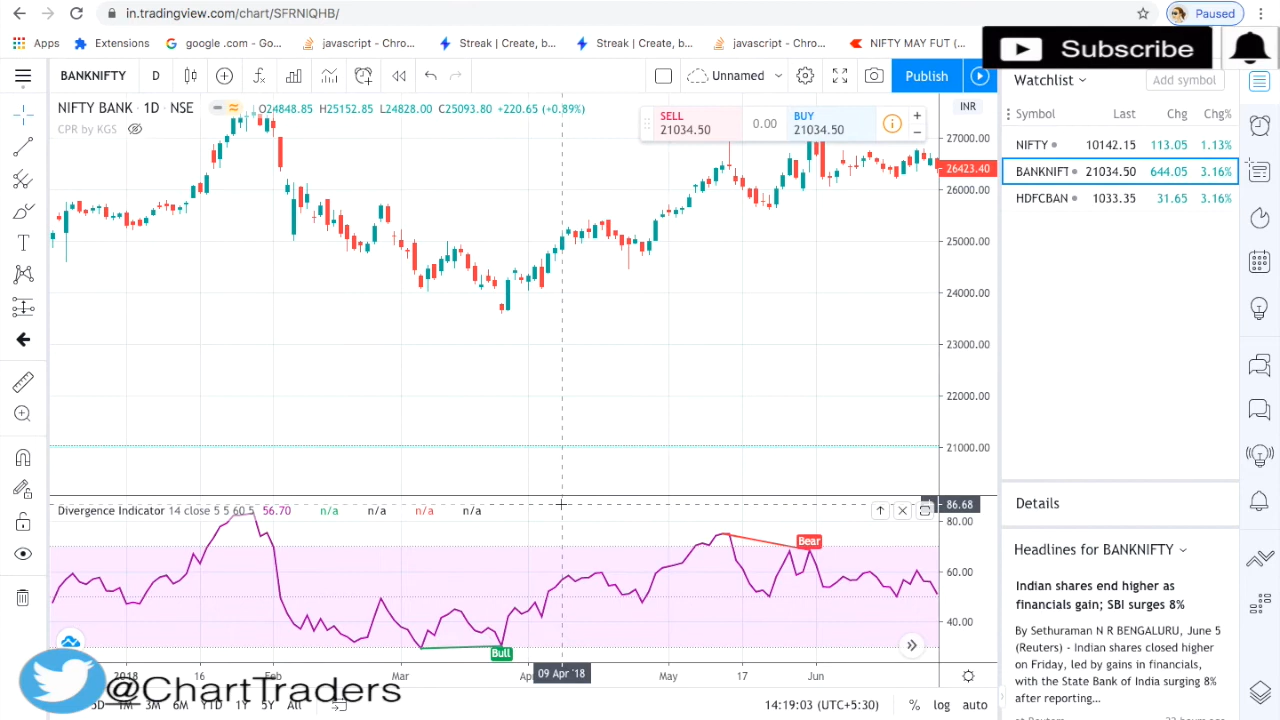 in.tradingview.com/chart/SFRNIQHB/
Paused
Apps
Extensions
google .com - Go...
javascript - Chro...
Streak | Create, b...
Streak | Create, b...
javascript - Chro...
NIFTY MAY FUT (...
Subscribe
BANKNIFTY
D
Unnamed
Publish
Watchlist
Add symbol
NIFTY BANK • 1D • NSE
O24848.85 H25152.85 L24828.00 C25093.80 +220.65 (+0.89%)
CPR by KGS
SELL
21034.50
0.00
BUY
21034.50
INR
Symbol Last Chg Chg%
NIFTY 10142.15 113.05 1.13%
BANKNIFT 21034.50 644.05 3.16%
HDFCBAN 1033.35 31.65 3.16%
27000.00
26423.40
26000.00
25000.00
24000.00
23000.00
22000.00
21000.00
Divergence Indicator 14 close 5 5 60 5 56.70 n/a n/a n/a n/a
86.68
80.00
60.00
40.00
Bear
Bull
Details
Headlines for BANKNIFTY
Indian shares end higher as
financials gain; SBI surges 8%
By Sethuraman N R BENGALURU, June 5
(Reuters) - Indian shares closed higher
on Friday, led by gains in financials,
with the State Bank of India surging 8%
after reporting...
2018 Feb Mar Ap 09 Apr '18 May 17 Jun
16
@ChartTraders
5D 1M 3M 6M YTD 1Y 5Y
14:19:03 (UTC+5:30)
% log auto